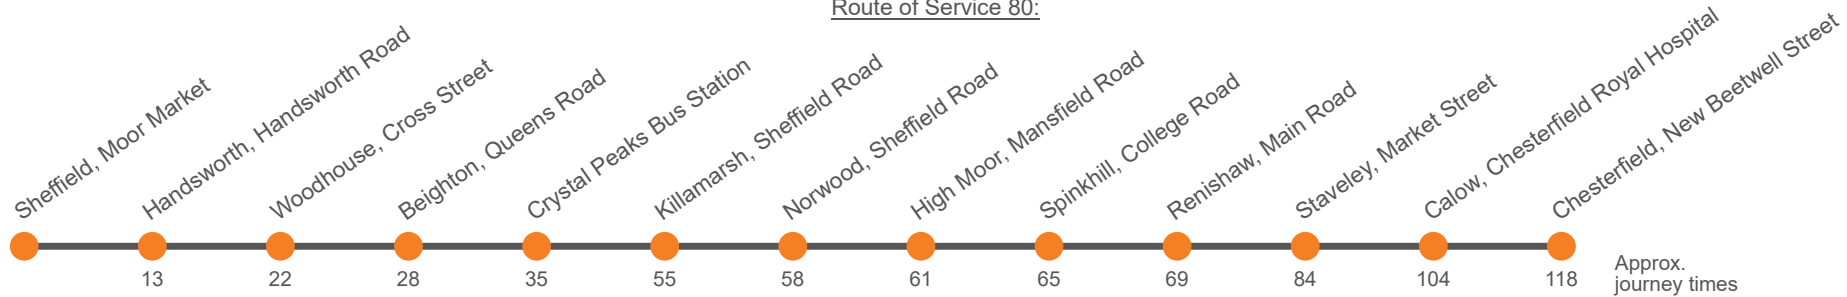 Route of Service 80:
Sheffield, Moor Market
Handsworth, Handsworth Road
Woodhouse, Cross Street
Beighton, Queens Road
Crystal Peaks Bus Station
Killamarsh, Sheffield Road
Norwood, Sheffield Road
High Moor, Mansfield Road
Spinkhill, College Road
Renishaw, Main Road
Staveley, Market Street
Calow, Chesterfield Royal Hospital
Chesterfield, New Beetwell Street
13 22 28 35 55 58 61 65 69 84 104 118
Approx.
journey times